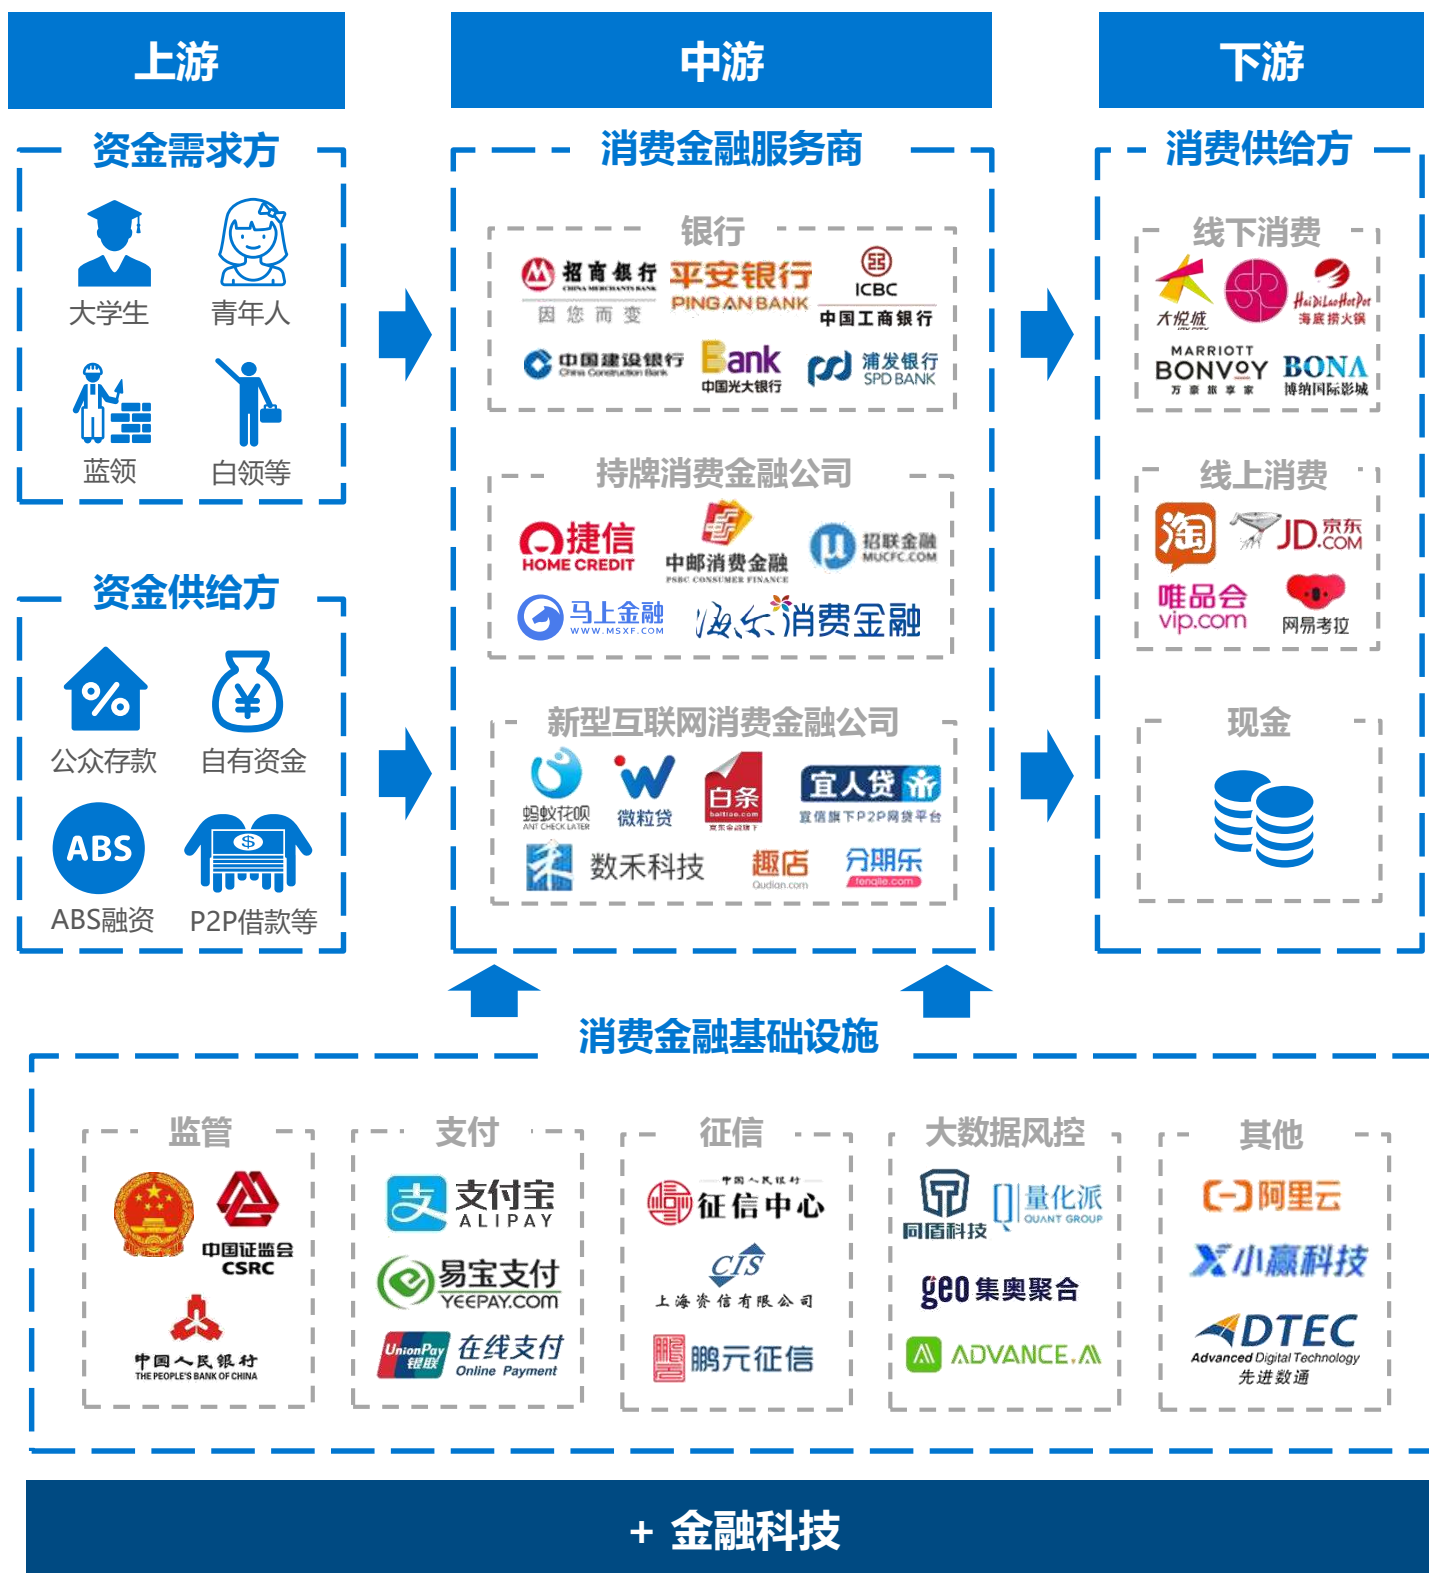 上游
中游
下游
资金需求方
大学生
青年人
蓝领
白领等
资金供给方
%
¥
公众存款
自有资金
ABS
$
ABS融资
P2P借款等
消费金融服务商
银行
招商银行
CHINA MERCHANTS BANK
因您而变
平安银行
PING AN BANK
ICBC
中国工商银行
中国建设银行
China Construction Bank
Bank
中国光大银行
浦发银行
SPD BANK
持牌消费金融公司
捷信
HOME CREDIT
中邮消费金融
PSBC CONSUMER FINANCE
招联金融
MUCFC.COM
马上金融
WWW.MSXF.COM
海尔消费金融
新型互联网消费金融公司
蚂蚁花呗
ANT CHECK LATER
微粒贷
白条
baitiao.com
京东金融旗下
宜人贷
宜信旗下P2P网贷平台
数禾科技
趣店
Qudian.com
分期乐
fenqile.com
消费供给方
线下消费
大悦城
JOY CITY
HaiDiLaoHotPot
海底捞火锅
MARRIOTT
BONVOY
万豪旅享家
BONA
博纳国际影城
线上消费
淘
JD京东
.COM
唯品会
vip.com
网易考拉
现金
消费金融基础设施
监管
中国证监会
CSRC
中国人民银行
THE PEOPLE'S BANK OF CHINA
支付
支
支付宝
ALIPAY
易宝支付
YEEPAY.COM
UnionPay
银联
在线支付
Online Payment
征信
中国人民银行
征信中心
CIS
上海资信有限公司
鹏元征信
大数据风控
同盾科技
量化派
QUANT GROUP
geo 集奥聚合
ADVANCE.AI
其他
阿里云
小赢科技
ADTEC
Advanced Digital Technology
先进数通
+ 金融科技